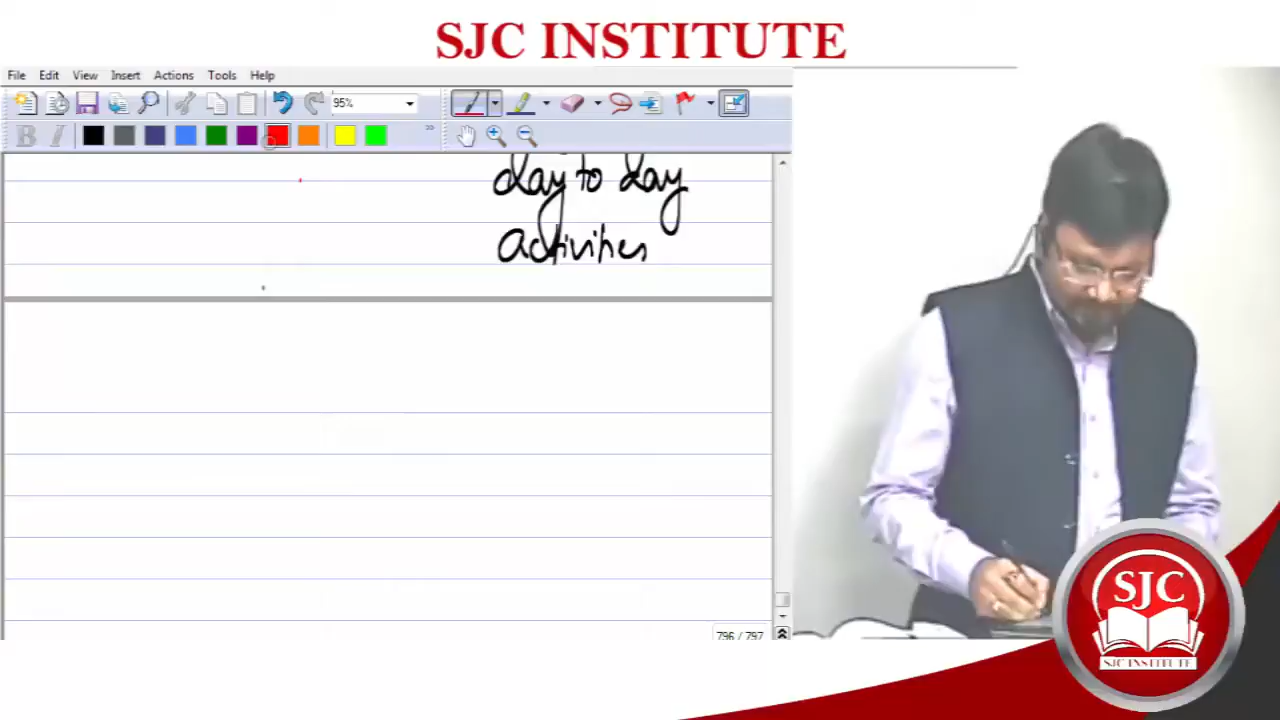 SJC INSTITUTE
File Edit View Insert Actions Tools Help
95%
B I
day to day
activities
796 / 797
SJC
SJC INSTITUTE